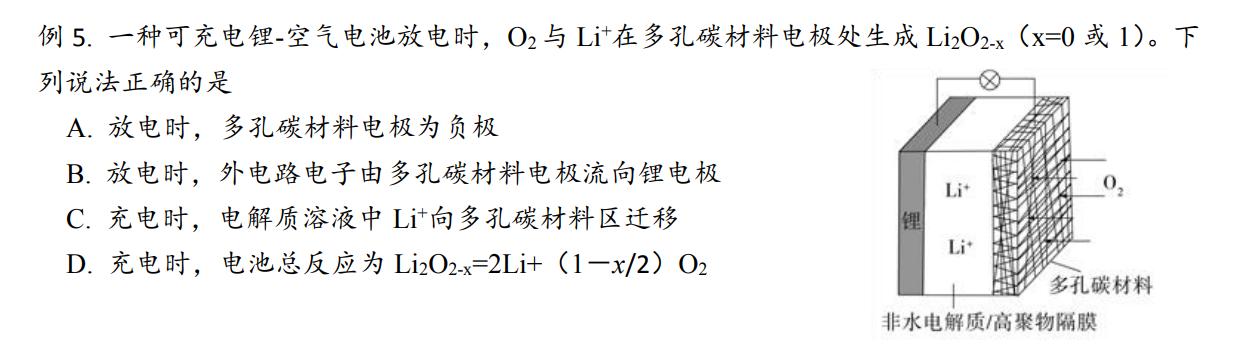 例 5. 一种可充电锂-空气电池放电时，O₂与 Li⁺在多孔碳材料电极处生成 Li₂O₂₋ₓ（x=0 或 1）。下
列说法正确的是
A. 放电时，多孔碳材料电极为负极
B. 放电时，外电路电子由多孔碳材料电极流向锂电极
C. 充电时，电解质溶液中 Li⁺向多孔碳材料区迁移
D. 充电时，电池总反应为 Li₂O₂₋ₓ=2Li+（1－x/2）O₂
Li⁺
O₂
锂
Li⁺
多孔碳材料
非水电解质/高聚物隔膜